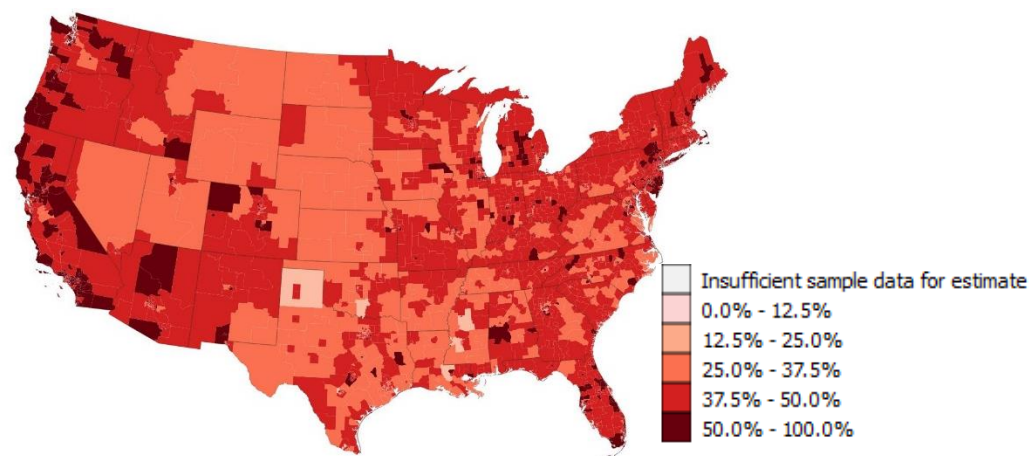 Insufficient sample data for estimate
0.0% - 12.5%
12.5% - 25.0%
25.0% - 37.5%
37.5% - 50.0%
50.0% - 100.0%